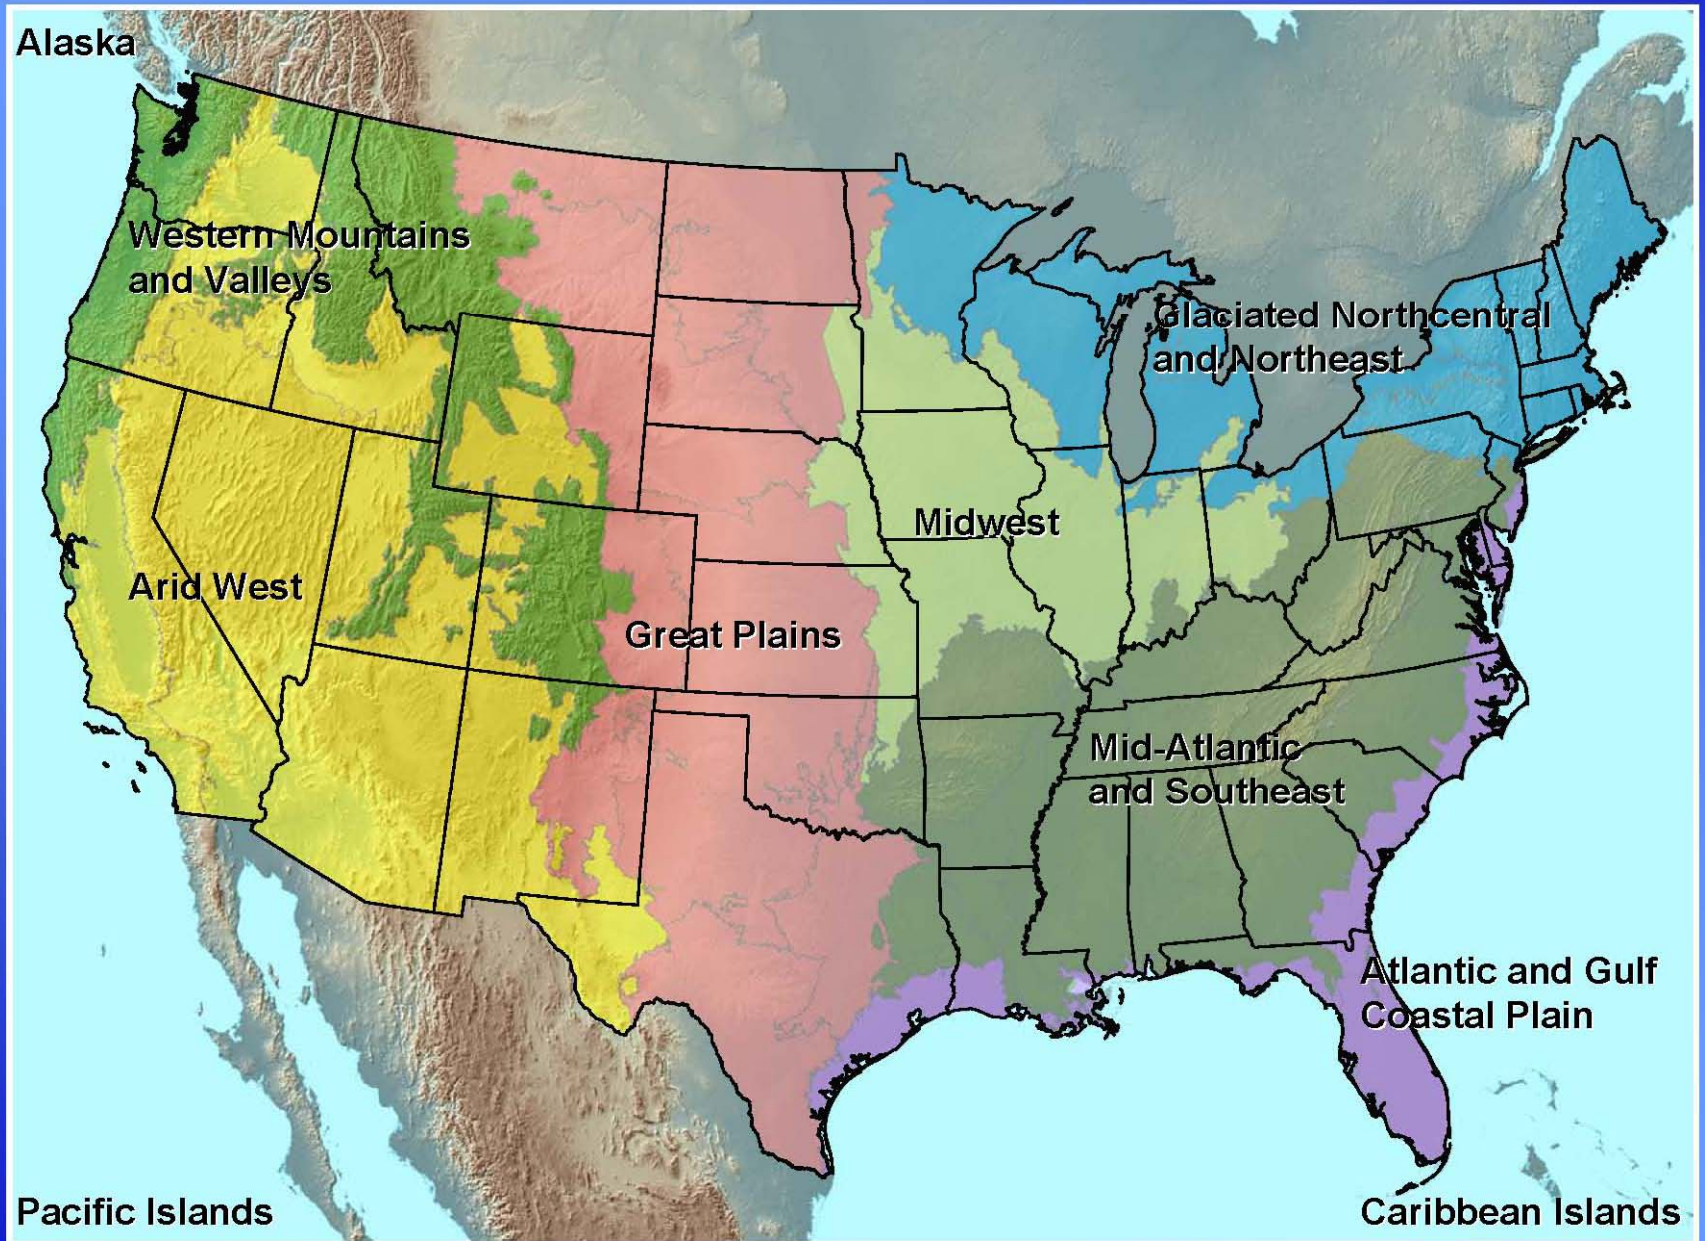 Alaska
Western Mountains
and Valleys
Glaciated Northcentral
and Northeast
Midwest
Arid West
Great Plains
Mid-Atlantic
and Southeast
Atlantic and Gulf
Coastal Plain
Pacific Islands
Caribbean Islands